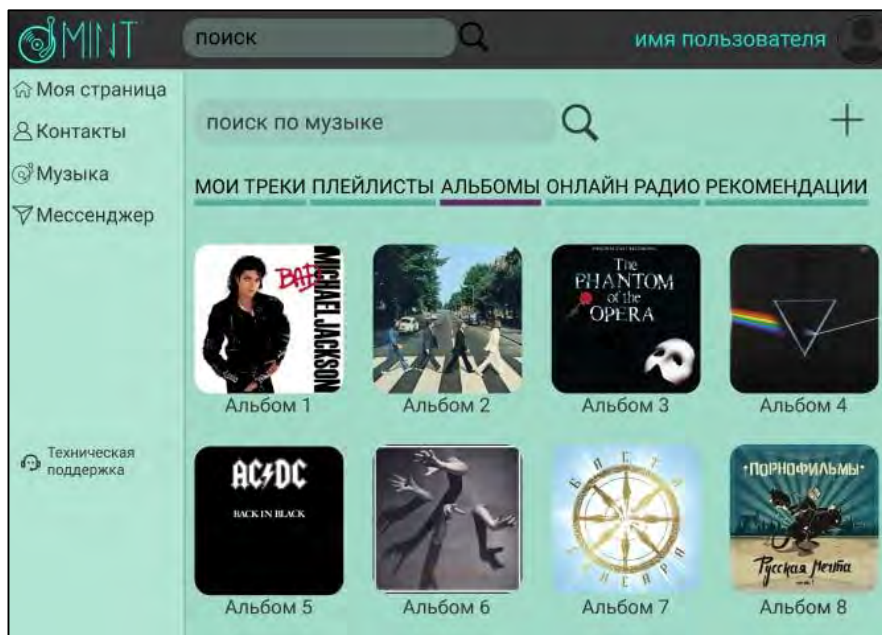 MINT
поиск
имя пользователя
Моя страница
Контакты
Музыка
Мессенджер
Техническая
поддержка
поиск по музыке
МОИ ТРЕКИ ПЛЕЙЛИСТЫ АЛЬБОМЫ ОНЛАЙН РАДИО РЕКОМЕНДАЦИИ
BAD
MICHAEL JACKSON
The
PHANTOM
of the
OPERA
Альбом 1
Альбом 2
Альбом 3
Альбом 4
AC/DC
BACK IN BLACK
БАСТА
·ПОРНОФИЛЬМЫ·
Русская Мечта
Альбом 5
Альбом 6
Альбом 7
Альбом 8